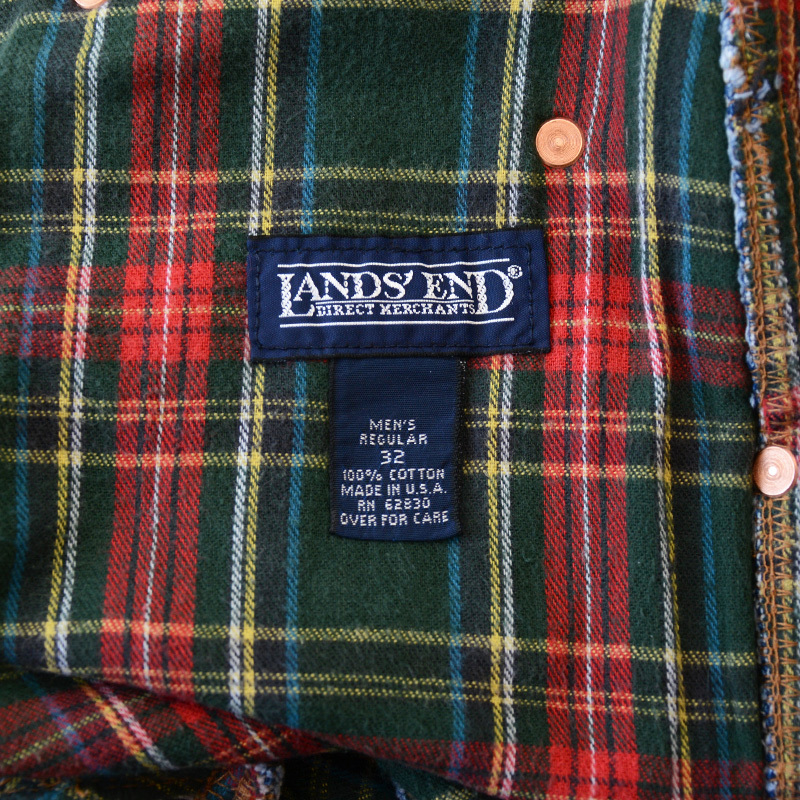 LANDS' END®
DIRECT MERCHANTS
MEN'S
REGULAR
32
100% COTTON
MADE IN U.S.A.
RN 62830
OVER FOR CARE